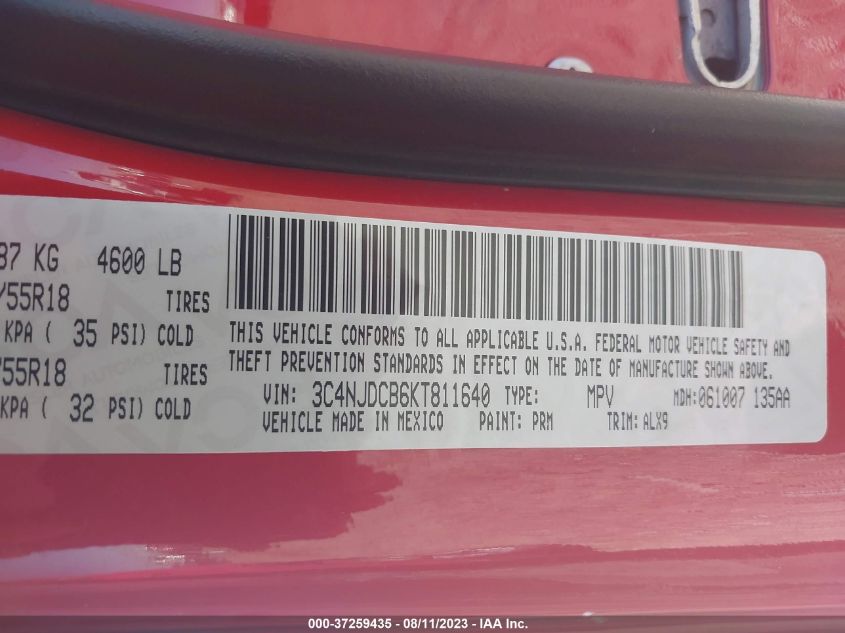 87 KG 4600 LB
/55R18 TIRES
KPA ( 35 PSI) COLD
/55R18 TIRES
KPA ( 32 PSI) COLD
THIS VEHICLE CONFORMS TO ALL APPLICABLE U.S.A. FEDERAL MOTOR VEHICLE SAFETY AND
THEFT PREVENTION STANDARDS IN EFFECT ON THE DATE OF MANUFACTURE SHOWN ABOVE.
VIN: 3C4NJDCB6KT811640 TYPE: MPV MDH: 061007 135AA
VEHICLE MADE IN MEXICO PAINT: PRM TRIM: ALX9
000-37259435 - 08/11/2023 - IAA Inc.